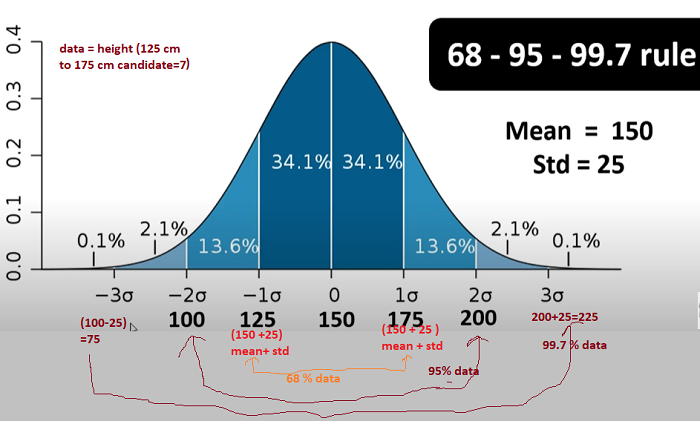 data = height (125 cm
to 175 cm candidate=7)
68 - 95 - 99.7 rule
Mean = 150
Std = 25
0.4
0.3
0.2
0.1
0.0
34.1% 34.1%
0.1% 2.1% 13.6% 13.6% 2.1% 0.1%
−3σ −2σ −1σ 0 1σ 2σ 3σ
100 125 150 175 200
(100-25)
=75
(150 +25)
mean+ std
(150 + 25 )
mean + std
200+25=225
99.7 % data
68 % data
95% data